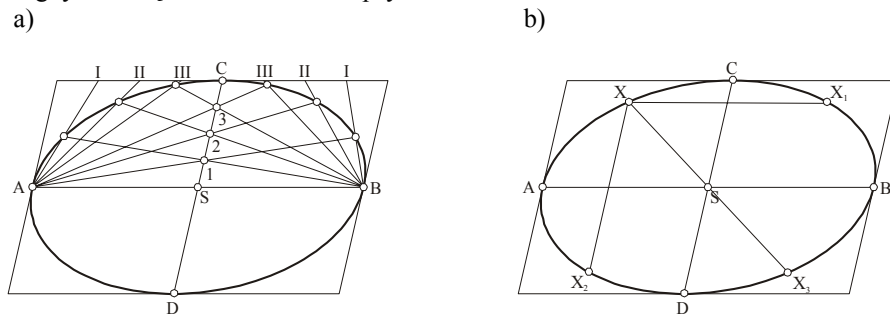 a) b)
I II III C III II I
3
2
1
A S B
D
C
X X₁
A S B
X₂ X₃
D